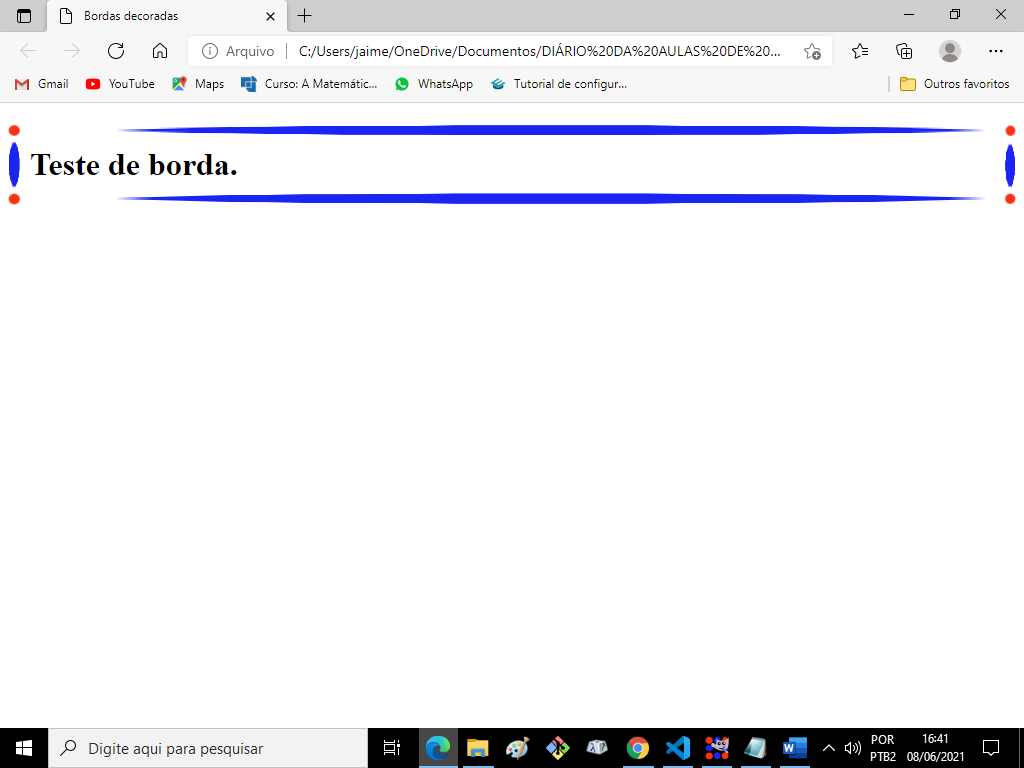 Bordas decoradas
Arquivo
C:/Users/jaime/OneDrive/Documentos/DIÁRIO%20DA%20AULAS%20DE%20...
Gmail
YouTube
Maps
Curso: A Matemátic...
WhatsApp
Tutorial de configur...
Outros favoritos
Teste de borda.
Digite aqui para pesquisar
POR
PTB2
16:41
08/06/2021